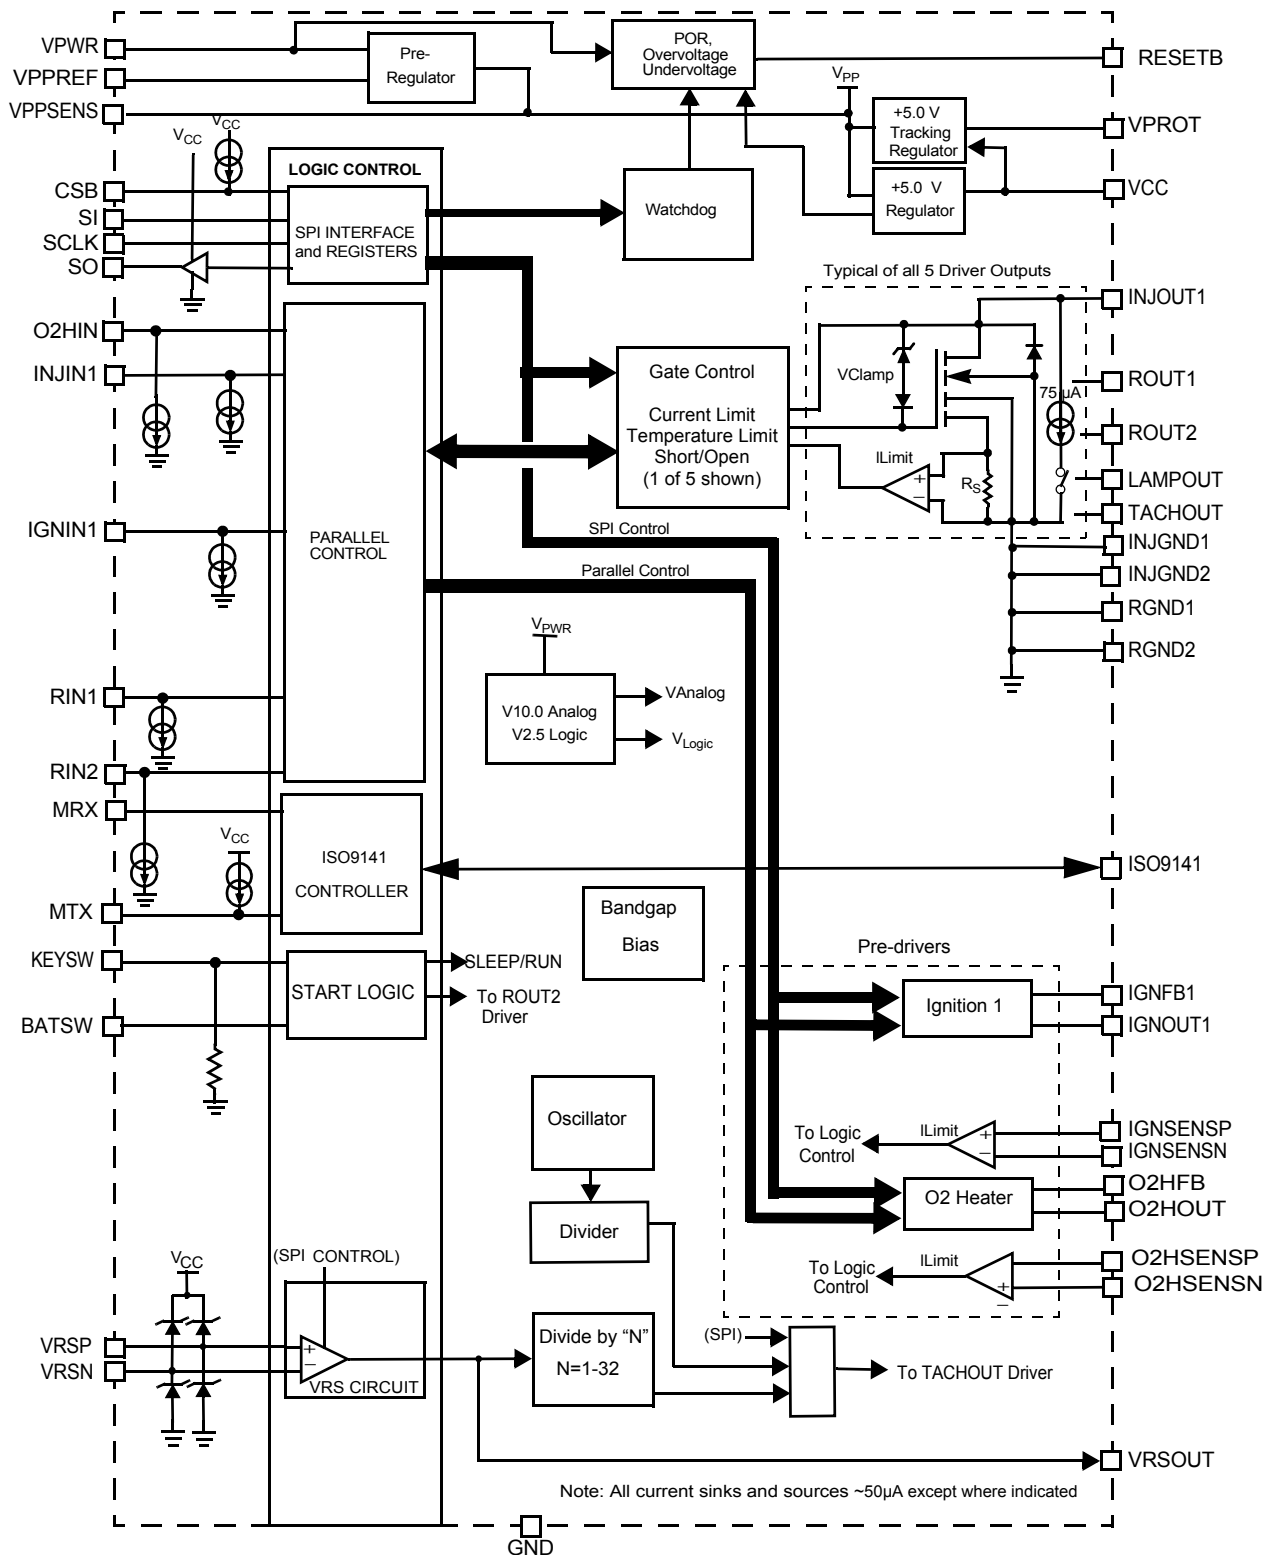 VPWR
VPPREF
VPPSENS
Pre-
Regulator
POR,
Overvoltage
Undervoltage
RESETB
VPP
+5.0 V
Tracking
Regulator
VPROT
+5.0 V
Regulator
VCC
VCC
VCC
LOGIC CONTROL
CSB
SI
SCLK
SO
SPI INTERFACE
and REGISTERS
Watchdog
Typical of all 5 Driver Outputs
O2HIN
INJIN1
IGNIN1
RIN1
RIN2
PARALLEL
CONTROL
Gate Control
Current Limit
Temperature Limit
Short/Open
(1 of 5 shown)
VClamp
ILimit
+
−
RS
75 µA
INJOUT1
ROUT1
ROUT2
LAMPOUT
TACHOUT
INJGND1
INJGND2
RGND1
RGND2
SPI Control
Parallel Control
VPWR
V10.0 Analog
V2.5 Logic
VAnalog
VLogic
MRX
MTX
VCC
ISO9141
CONTROLLER
ISO9141
Bandgap
Bias
KEYSW
BATSW
START LOGIC
SLEEP/RUN
To ROUT2
Driver
Pre-drivers
Ignition 1
IGNFB1
IGNOUT1
Oscillator
Divider
To Logic
Control
ILimit
+
−
IGNSENSP
IGNSENSN
O2 Heater
O2HFB
O2HOUT
To Logic
Control
ILimit
+
−
O2HSENSP
O2HSENSN
VCC
(SPI CONTROL)
VRSP
VRSN
+
−
VRS CIRCUIT
Divide by “N”
N=1-32
(SPI)
To TACHOUT Driver
VRSOUT
Note: All current sinks and sources ~50µA except where indicated
GND